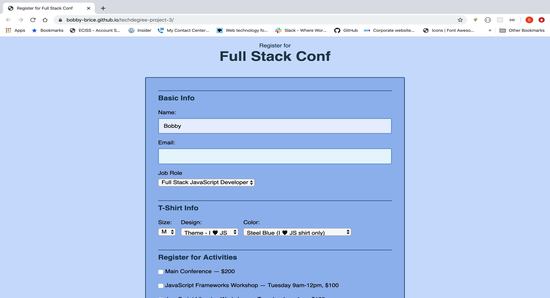 Register for Full Stack Conf
bobby-brice.github.io/techdegree-project-3/
Apps
Bookmarks
ECISS - Account S...
Insider
My Contact Center...
Web technology fo...
Slack – Where Wor...
GitHub
Corporate website...
Icons | Font Aweso...
Other Bookmarks
Register for
Full Stack Conf
Basic Info
Name:
Bobby
Email:
Job Role
Full Stack JavaScript Developer
T-Shirt Info
Size: Design: Color:
M Theme - I ♥ JS Steel Blue (I ♥ JS shirt only)
Register for Activities
Main Conference — $200
JavaScript Frameworks Workshop — Tuesday 9am-12pm, $100